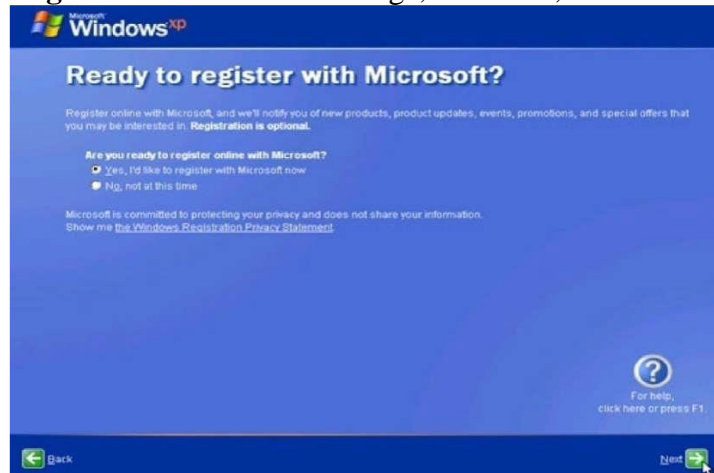 Microsoft
Windows xp
Ready to register with Microsoft?
Register online with Microsoft, and we'll notify you of new products, product updates, events, promotions, and special offers that
you may be interested in. Registration is optional.
Are you ready to register online with Microsoft?
Yes, I'd like to register with Microsoft now
No, not at this time
Microsoft is committed to protecting your privacy and does not share your information.
Show me the Windows Registration Privacy Statement.
?
For help,
click here or press F1.
Back
Next